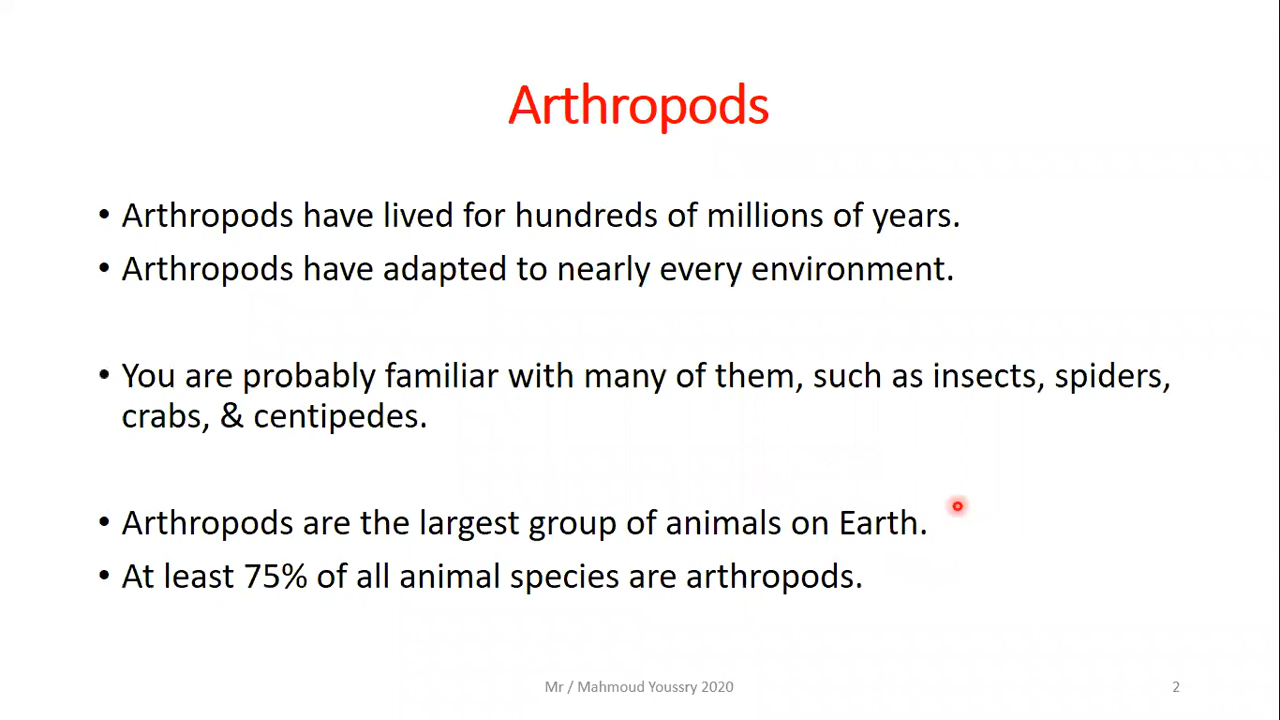 Arthropods
• Arthropods have lived for hundreds of millions of years.
• Arthropods have adapted to nearly every environment.
• You are probably familiar with many of them, such as insects, spiders,
crabs, & centipedes.
• Arthropods are the largest group of animals on Earth.
• At least 75% of all animal species are arthropods.
Mr / Mahmoud Youssry 2020
2